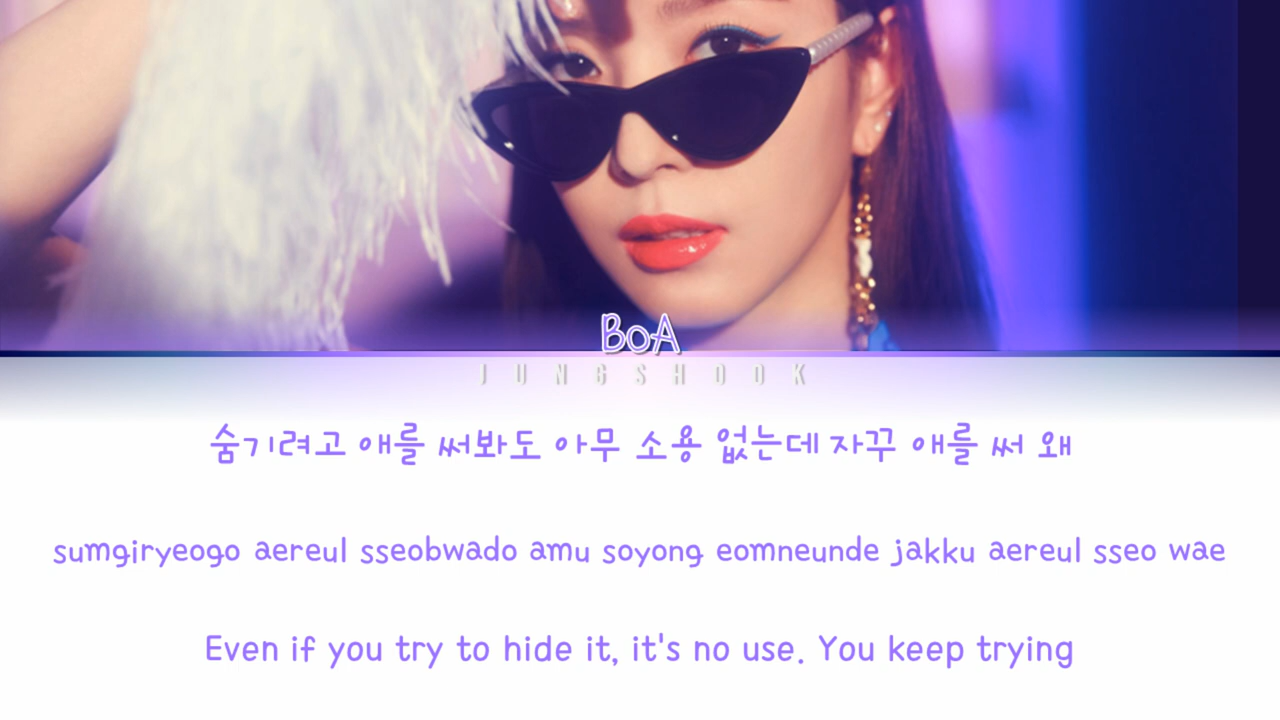 BoA
JUNGSHOOK
숨기려고 애를 써봐도 아무 소용 없는데 자꾸 애를 써 왜
sumgiryeogo aereul sseobwado amu soyong eomneunde jakku aereul sseo wae
Even if you try to hide it, it's no use. You keep trying